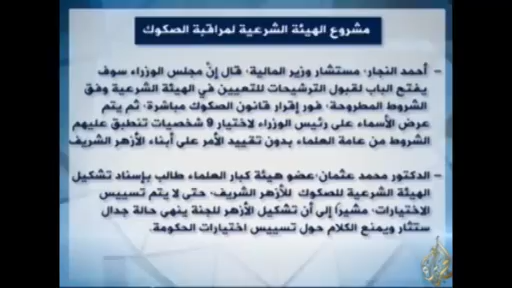 مشروع الهيئة الشرعية لمراقبة الصكوك
– أحمد النجار، مستشار وزير المالية، قال إنّ مجلس الوزراء سوف
يفتح الباب لقبول الترشيحات للتعيين في الهيئة الشرعية وفق
الشروط المطروحة، فور إقرار قانون الصكوك مباشرة، ثم يتم
عرض الأسماء على رئيس الوزراء لاختيار 9 شخصيات تنطبق عليهم
الشروط من عامة العلماء بدون تقييد الأمر على أبناء الأزهر الشريف
– الدكتور محمد عثمان، عضو هيئة كبار العلماء طالب بإسناد تشكيل
الهيئة الشرعية للصكوك للأزهر الشريف، حتى لا يتم تسييس
الاختيارات، مشيرًا إلى أن تشكيل الأزهر للجنة ينهى حالة جدال
ستثار ويمنع الكلام حول تسييس اختيارات الحكومة.